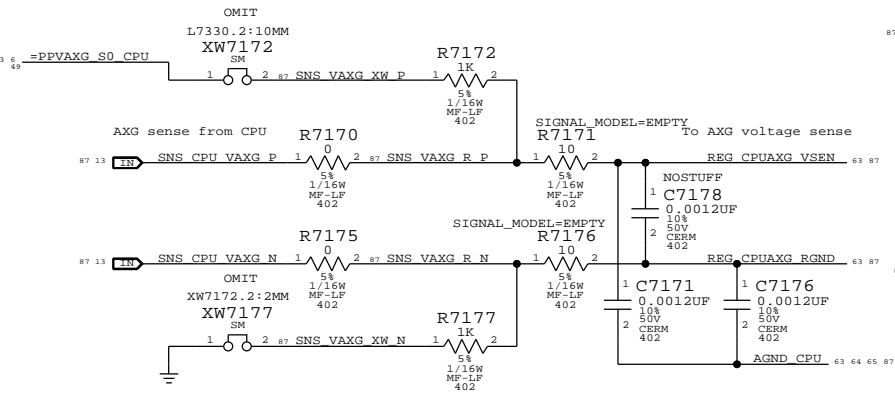 OMIT
L7330.2:10MM
XW7172
SM
3 6
49
=PPVAXG_S0_CPU
1 2 87 SNS_VAXG_XW_P
R7172
1K
1 2
5%
1/16W
MF-LF
402
87
AXG sense from CPU
87 13 IN SNS_CPU_VAXG_P
R7170
0
1 2
5%
1/16W
MF-LF
402
87 SNS_VAXG_R_P
SIGNAL_MODEL=EMPTY
R7171
10
1 2
5%
1/16W
MF-LF
402
To AXG voltage sense
REG_CPUAXG_VSEN 63 87
NOSTUFF
1 C7178
0.0012UF
10%
50V
2 CERM
402
87 13 IN SNS_CPU_VAXG_N
R7175
0
1 2
5%
1/16W
MF-LF
402
87 SNS_VAXG_R_N
SIGNAL_MODEL=EMPTY
R7176
10
1 2
5%
1/16W
MF-LF
402
REG_CPUAXG_RGND 63 87
OMIT
XW7172.2:2MM
XW7177
SM
1 2 87 SNS_VAXG_XW_N
R7177
1K
1 2
5%
1/16W
MF-LF
402
1 C7171
0.0012UF
10%
50V
2 CERM
402
1 C7176
0.0012UF
10%
50V
2 CERM
402
AGND_CPU 63 64 65 87